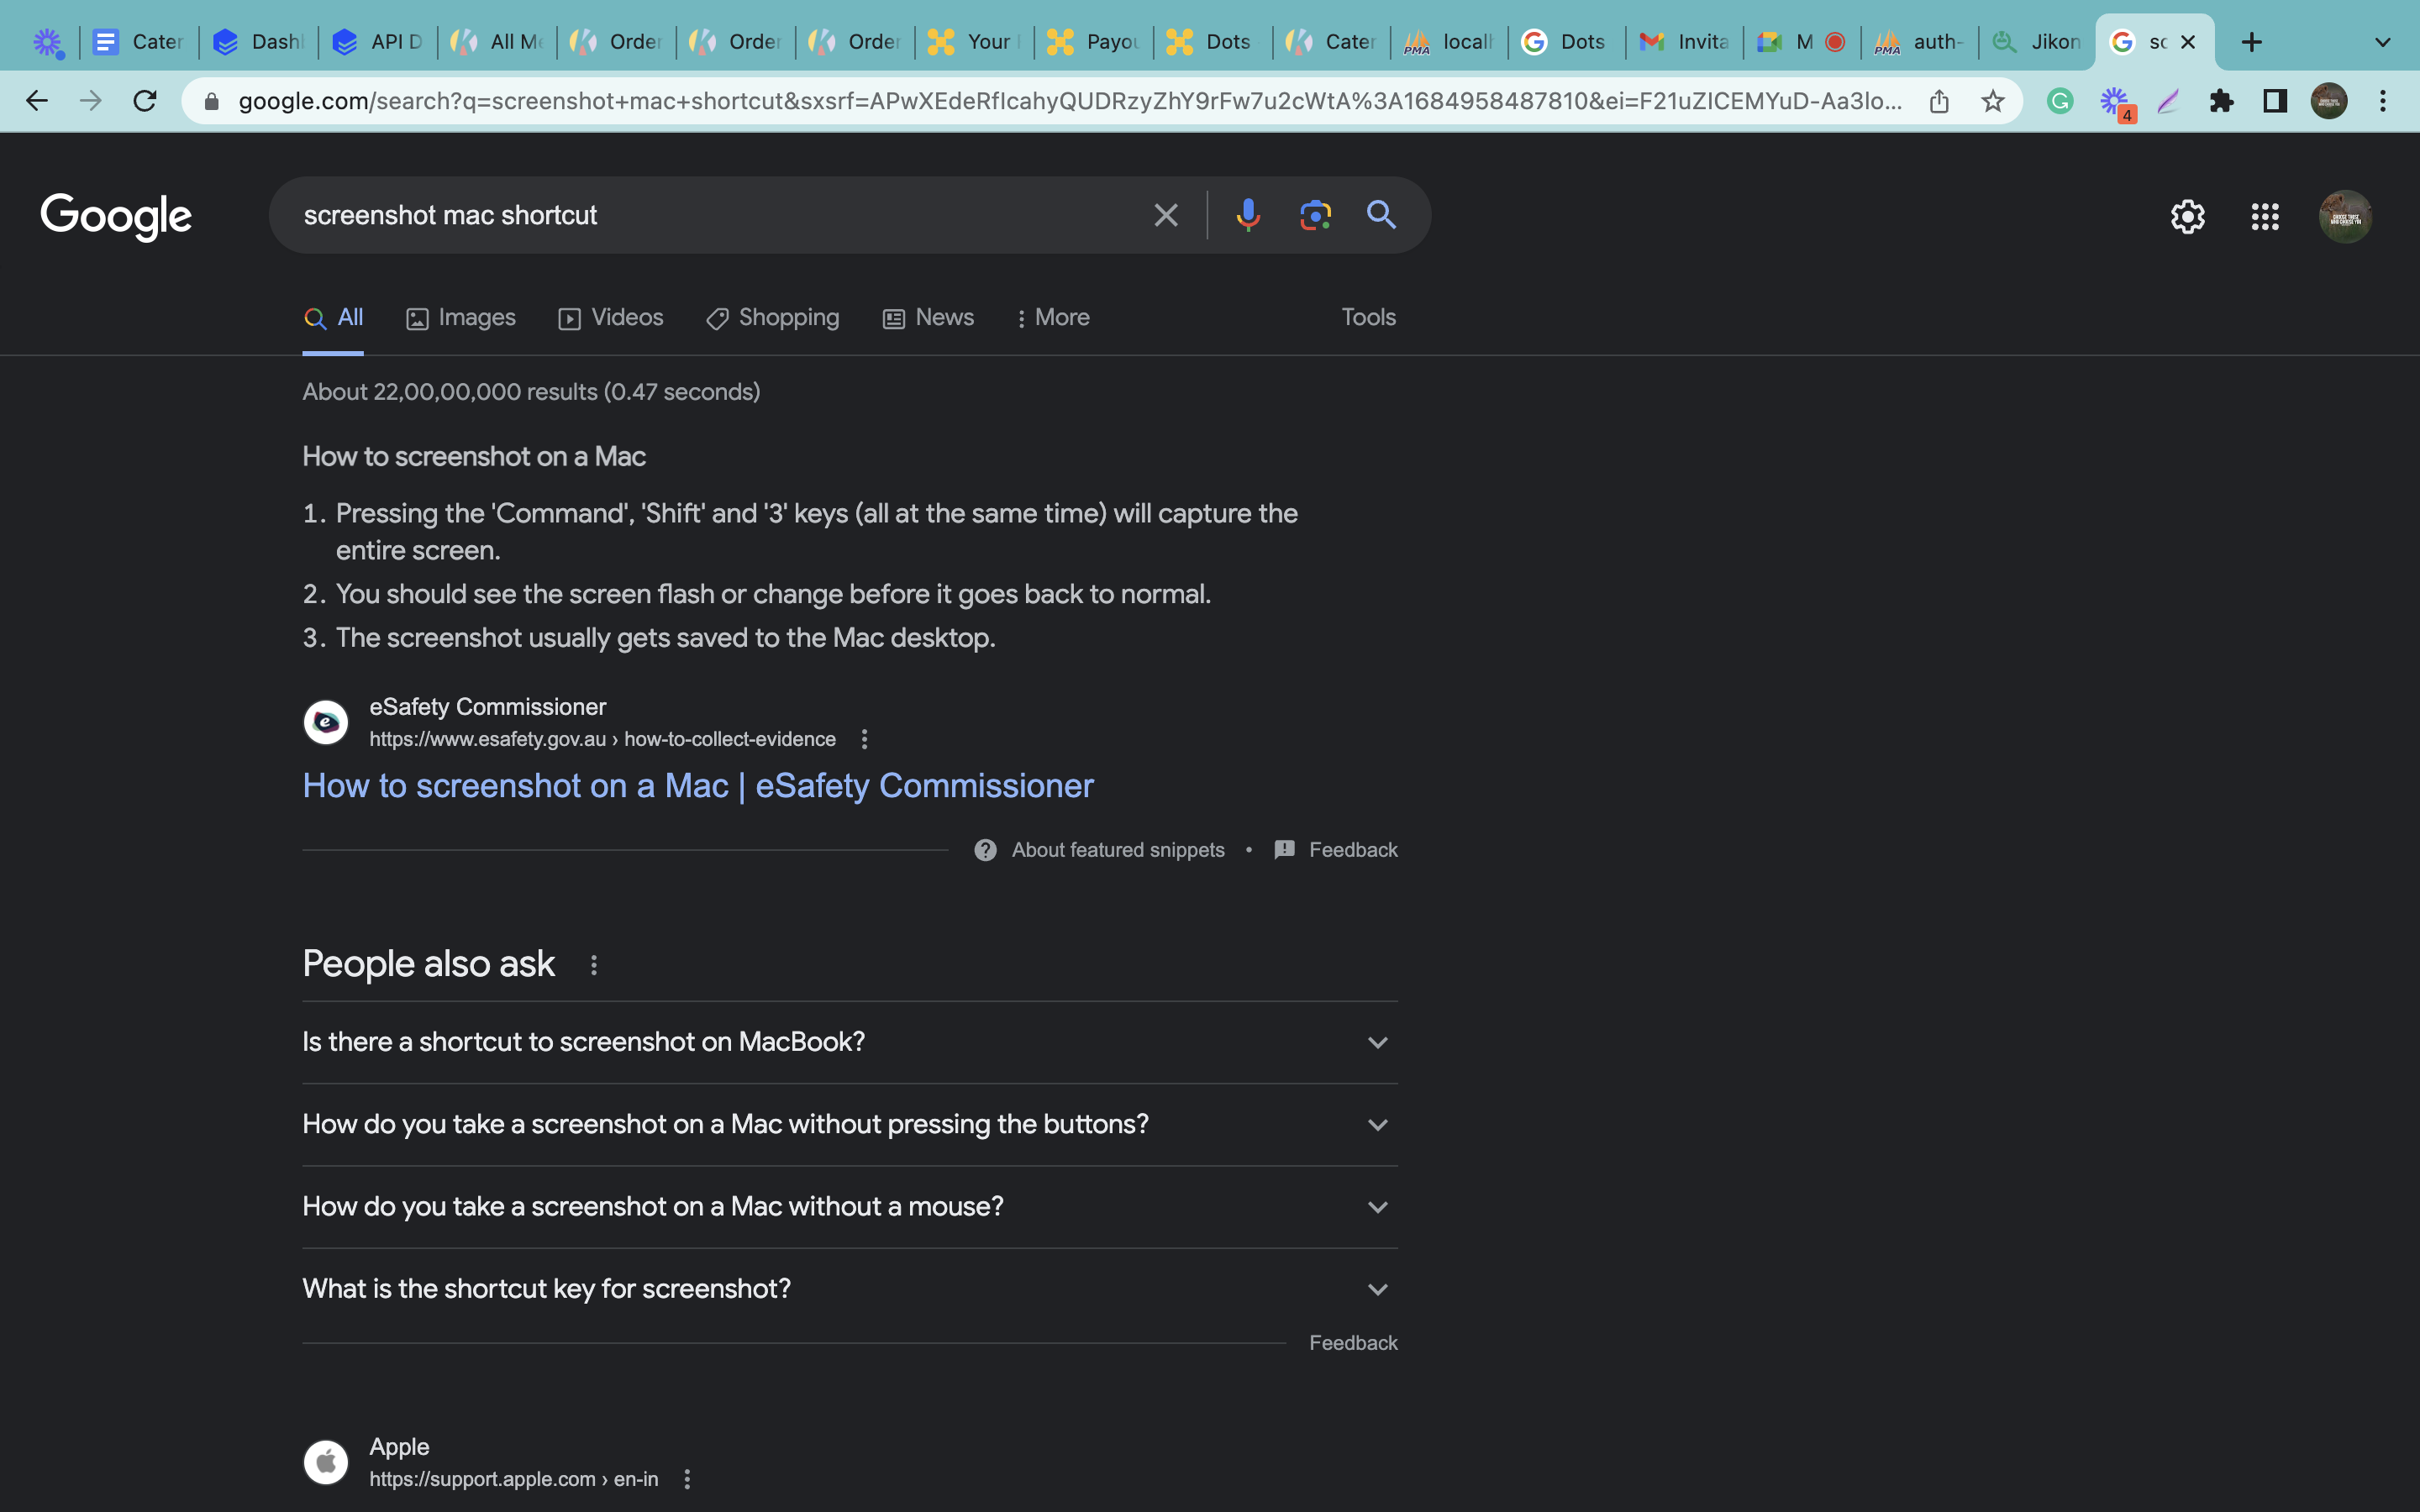 Cater
Dash
API D
All Me
Order
Order
Order
Your
Payou
Dots
Cater
localh
Dots
Invita
M
auth-
Jikon
sc
google.com/search?q=screenshot+mac+shortcut&sxsrf=APwXEdeRfIcahyQUDRzyZhY9rFw7u2cWtA%3A1684958487810&ei=F21uZICEMYuD-Aa3lo...
4
Google
screenshot mac shortcut
All
Images
Videos
Shopping
News
More
Tools
About 22,00,00,000 results (0.47 seconds)
How to screenshot on a Mac
1. Pressing the 'Command', 'Shift' and '3' keys (all at the same time) will capture the
entire screen.
2. You should see the screen flash or change before it goes back to normal.
3. The screenshot usually gets saved to the Mac desktop.
eSafety Commissioner
https://www.esafety.gov.au › how-to-collect-evidence
How to screenshot on a Mac | eSafety Commissioner
About featured snippets • Feedback
People also ask
Is there a shortcut to screenshot on MacBook?
How do you take a screenshot on a Mac without pressing the buttons?
How do you take a screenshot on a Mac without a mouse?
What is the shortcut key for screenshot?
Feedback
Apple
https://support.apple.com › en-in